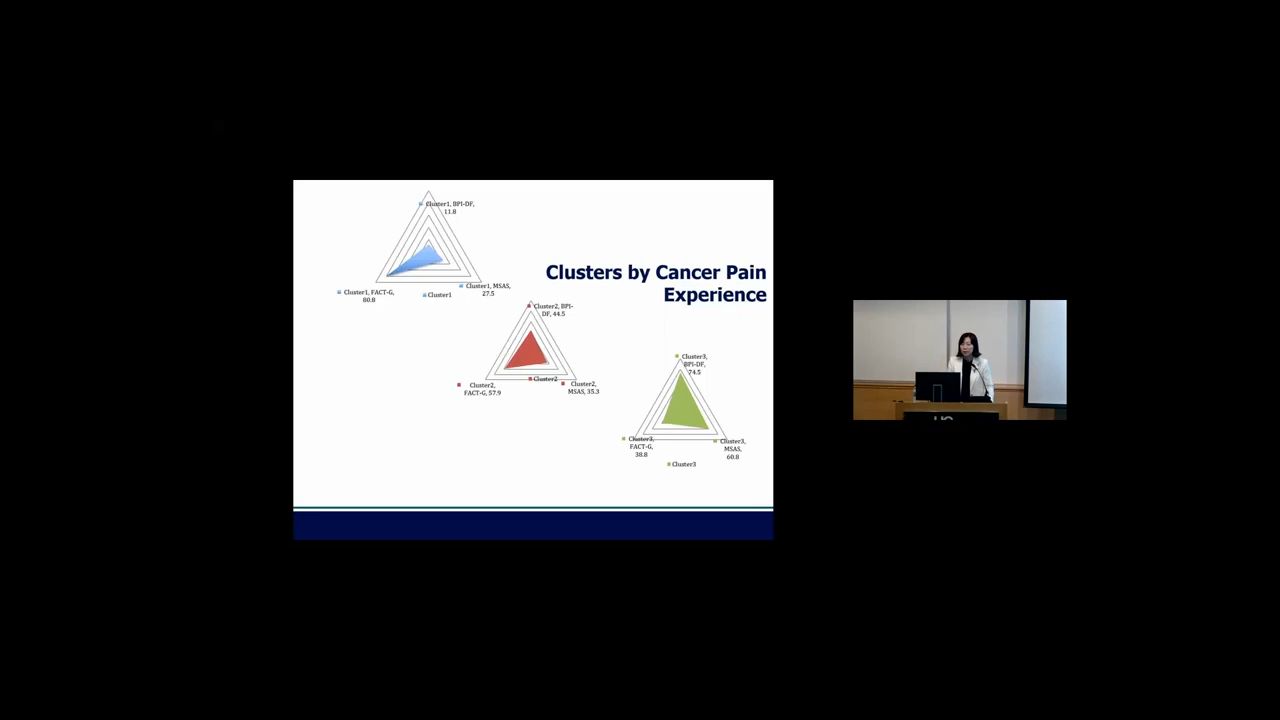 Cluster1, BPI-DF,
11.8
Clusters by Cancer Pain
Experience
Cluster1, FACT-G,
80.8
Cluster1
Cluster1, MSAS,
27.5
Cluster2, BPI-
DF, 44.5
Cluster2,
FACT-G, 57.9
Cluster2
Cluster2,
MSAS, 35.3
Cluster3,
BPI-DF,
74.5
Cluster3,
FACT-G,
38.8
Cluster3,
MSAS,
60.8
Cluster3